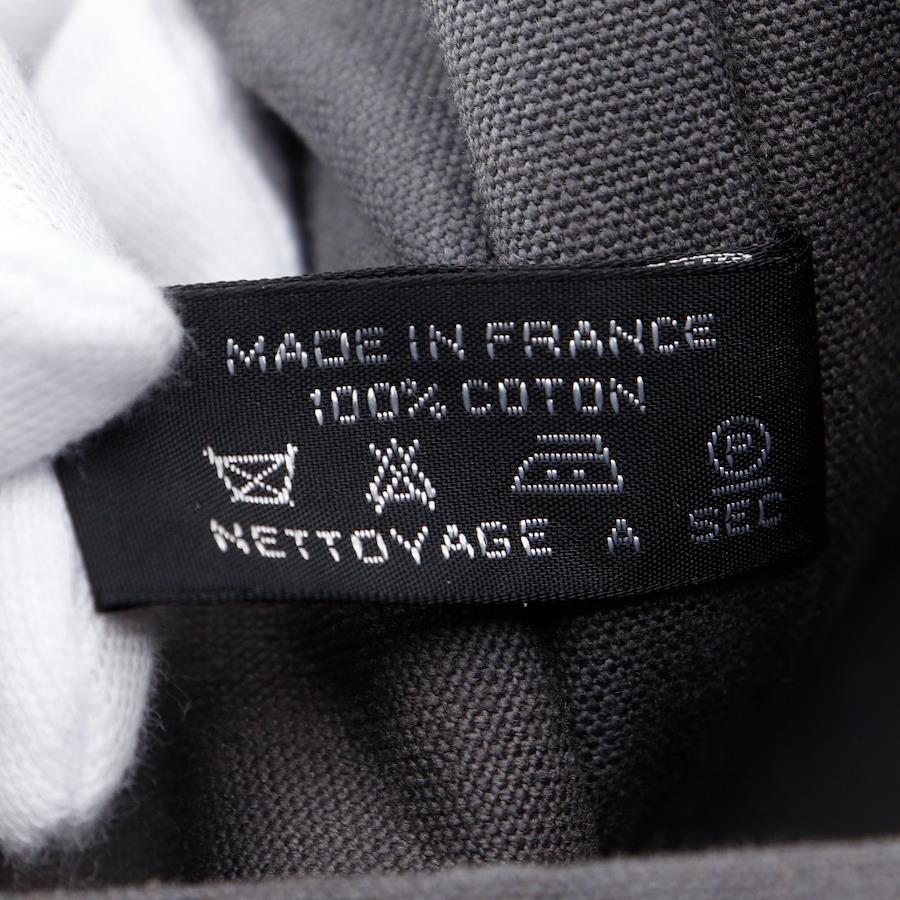 MADE IN FRANCE
100% COTON
P
NETTOYAGE A SEC